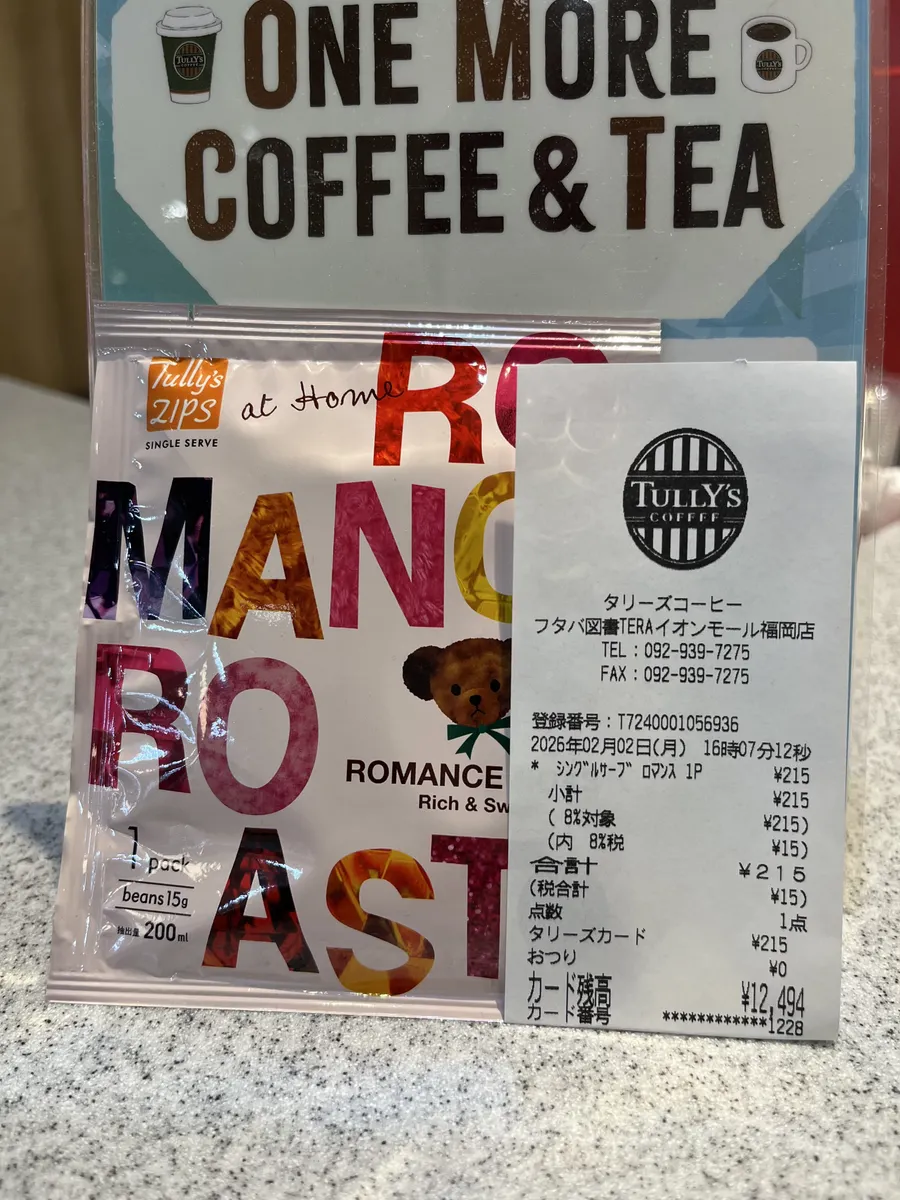 TULLY'S
TULLY'S
ONE MORE
COFFEE & TEA
Tully's
ZIPS
SINGLE SERVE
at Home
RO
MANC
RO
AST
ROMANCE
Rich & Sw
1 pack
beans15g
抽出量 200ml
TULLY'S
COFFEE
タリーズコーヒー
フタバ図書TERAイオンモール福岡店
TEL : 092-939-7275
FAX : 092-939-7275
登録番号 : T7240001056936
2026年02月02日(月) 16時07分12秒
* ｼﾝｸﾞﾙｻｰﾌﾞ ﾛﾏﾝｽ 1P ¥215
小計 ¥215
( 8%対象 ¥215)
(内 8%税 ¥15)
合計 ¥215
(税合計 ¥15)
点数 1点
タリーズカード ¥215
おつり ¥0
カード残高 ¥12,494
カード番号 ************1228